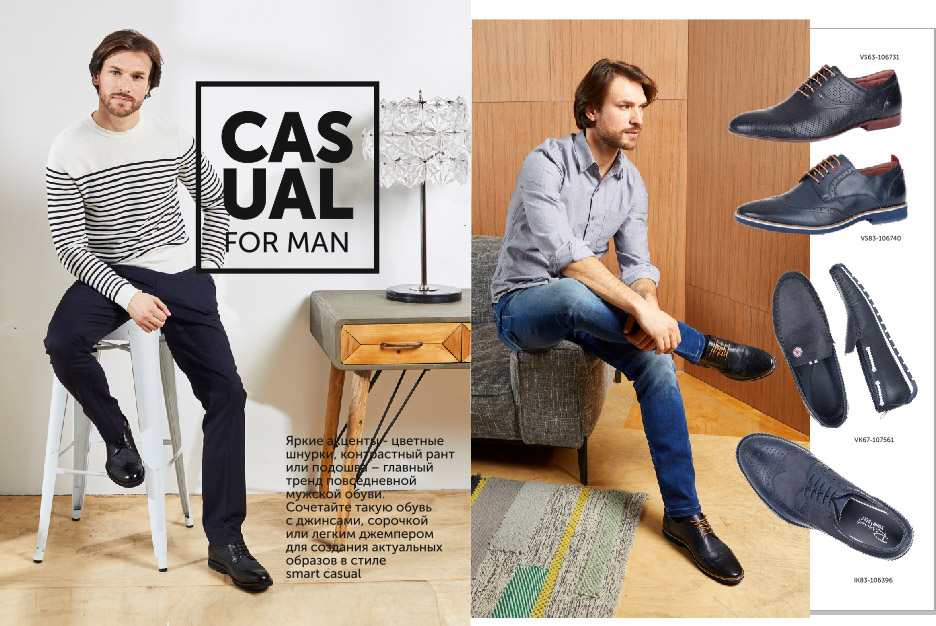 CAS
UAL
FOR MAN
Яркие акценты - цветные
шнурки, контрастный рант
или подошва – главный
тренд повседневной
мужской обуви.
Сочетайте такую обувь
с джинсами, сорочкой
или легким джемпером
для создания актуальных
образов в стиле
smart casual
VS63-106731
VS83-106740
VK67-107561
IK83-106396